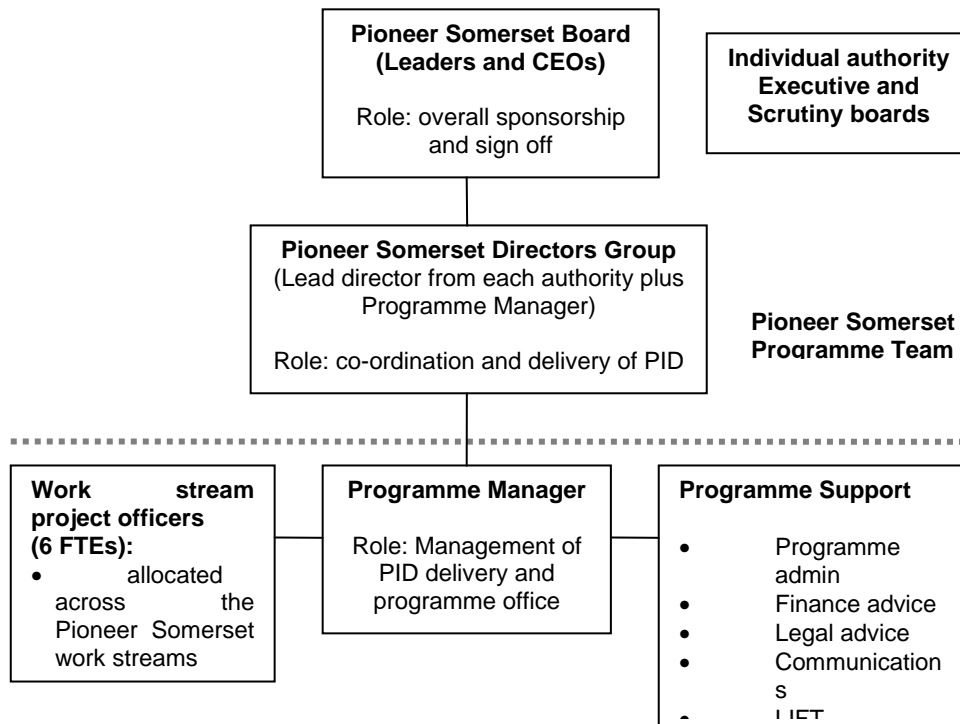 Pioneer Somerset Board
(Leaders and CEOs)
Role: overall sponsorship
and sign off
Individual authority
Executive and
Scrutiny boards
Pioneer Somerset Directors Group
(Lead director from each authority plus
Programme Manager)
Role: co-ordination and delivery of PID
Pioneer Somerset
Programme Team
Work stream
project officers
(6 FTEs):
• allocated
across the
Pioneer Somerset
work streams
Programme Manager
Role: Management of
PID delivery and
programme office
Programme Support
• Programme
admin
• Finance advice
• Legal advice
• Communication
s
•